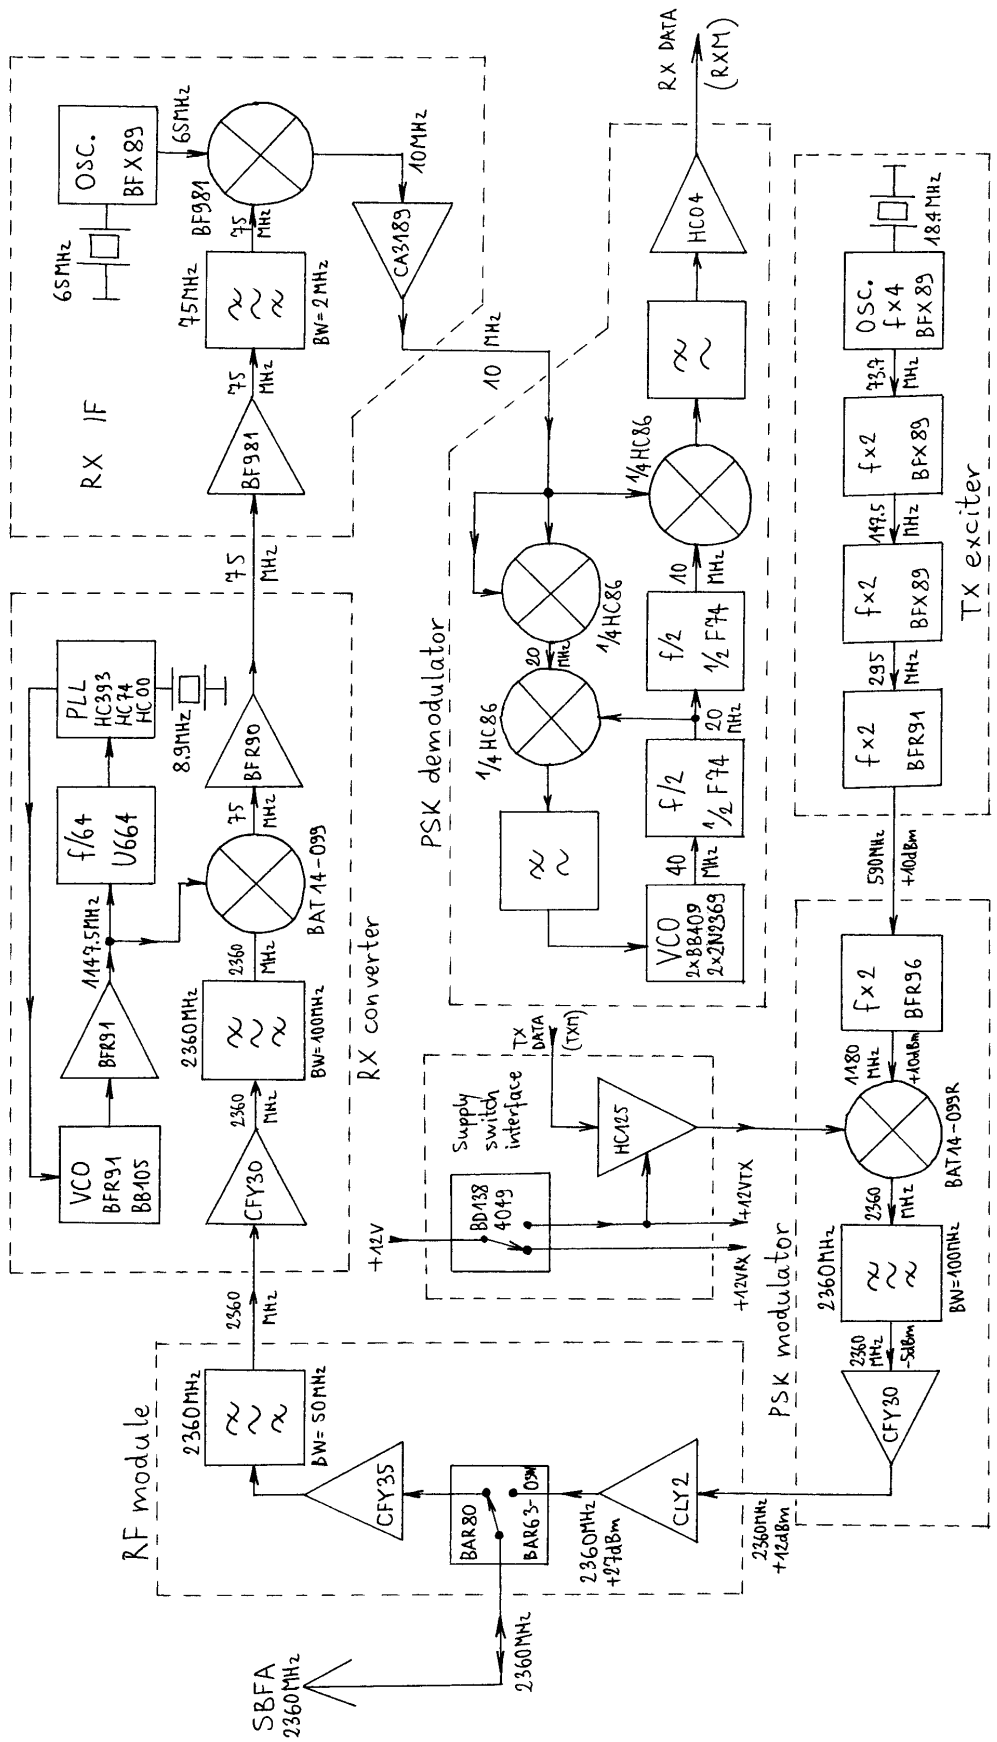 SBFA
2360MHz
2360MHz
RF module
BAR80
BAR63-03W
CFY35
2360MHz
BW=50MHz
CLY2
2360MHz
+27dBm
2360MHz
+12dBm
2360
MHz
RX converter
CFY30
2360
MHz
2360MHz
BW=100MHz
2360
MHz
BAT14-099
75
MHz
BFR90
VCO
BFR91
BB105
BFR91
1147.5MHz
f/64
U664
PLL
HC393
HC74
HC00
8.9MHz
75
MHz
RX IF
BF981
75
MHz
75MHz
BW=2MHz
75
MHz
BF981
65MHz
OSC.
BFX89
65MHz
10MHz
CA3189
10
MHz
PSK demodulator
1/4HC86
20
MHz
1/4HC86
VCO
2xBB409
2x2N2369
40
MHz
f/2
1/2 F74
20
MHz
f/2
1/2 F74
10
MHz
1/4HC86
HC04
RX DATA
(RXM)
Supply
switch
interface
+12V
BD138
4049
+12VRX
+12VTX
TX
DATA
(TXM)
HC125
TX exciter
18.4MHz
OSC.
fx4
BFX89
73.7
MHz
fx2
BFX89
147.5
MHz
fx2
BFX89
295
MHz
fx2
BFR91
590MHz
+10dBm
PSK modulator
fx2
BFR96
1180
MHz
+10dBm
BAT14-099R
2360
MHz
2360MHz
BW=100MHz
2360
MHz
-5dBm
CFY30